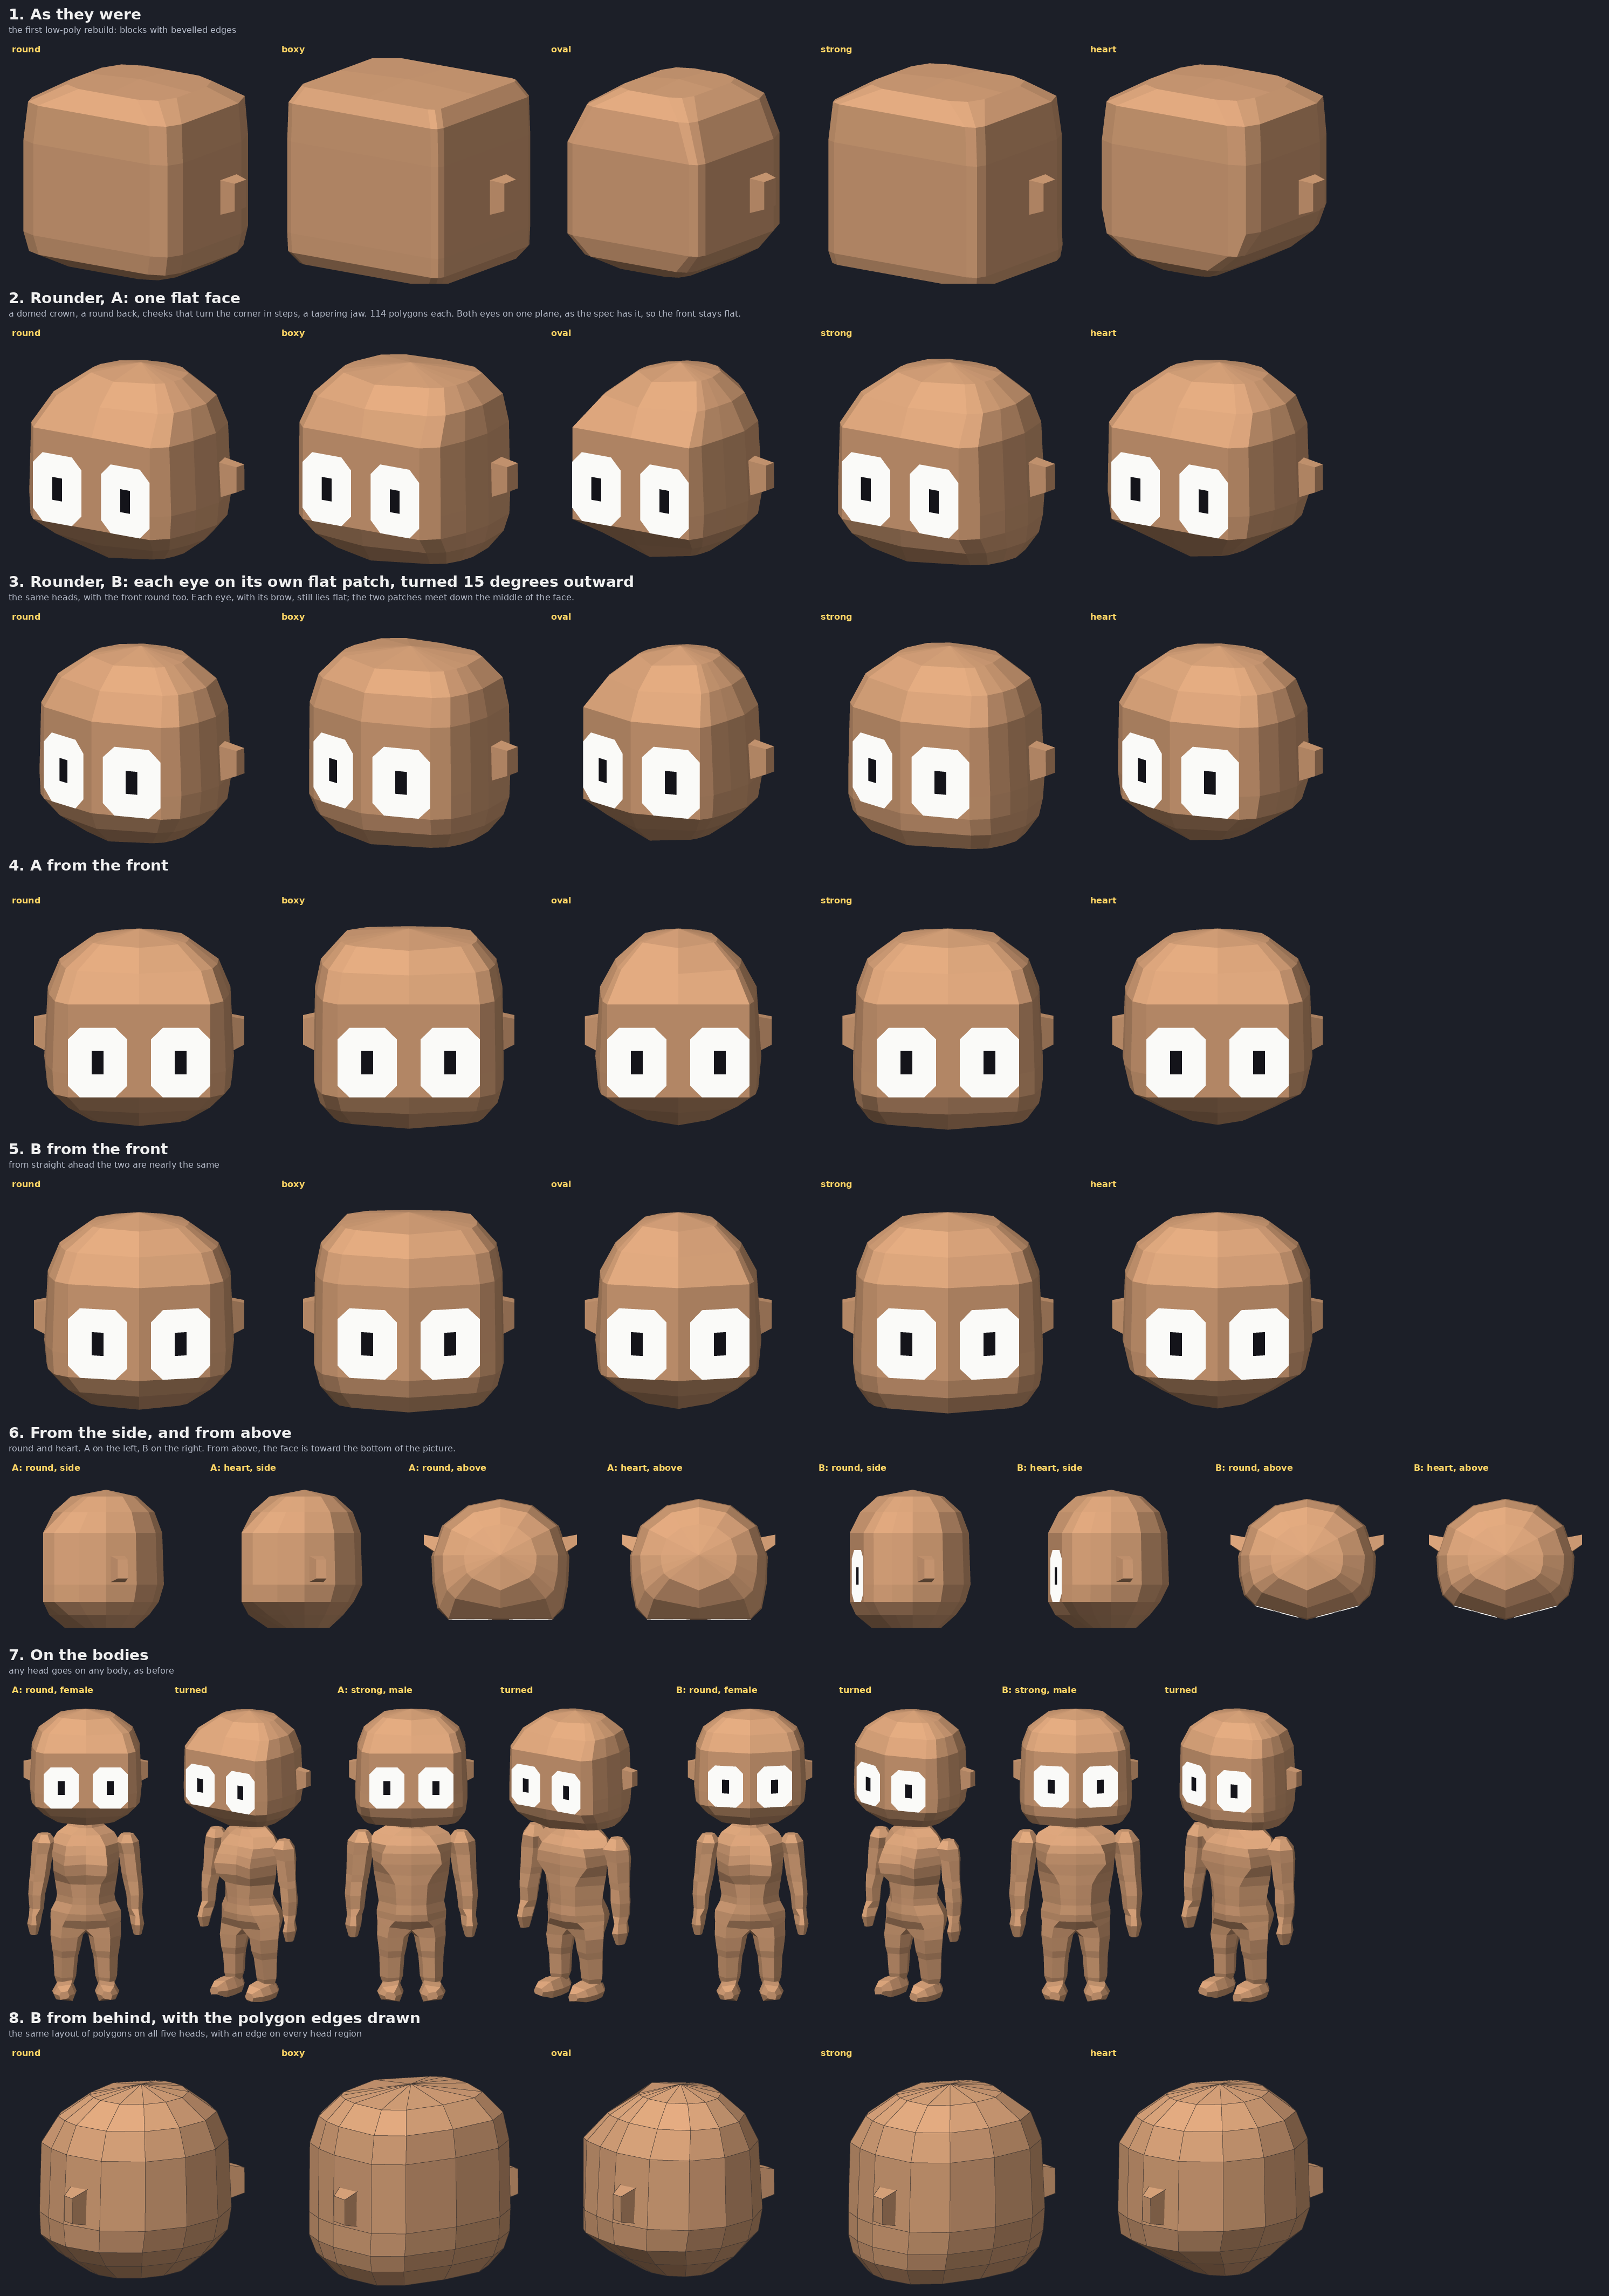 1. As they were
the first low-poly rebuild: blocks with bevelled edges
round boxy oval strong heart
2. Rounder, A: one flat face
a domed crown, a round back, cheeks that turn the corner in steps, a tapering jaw. 114 polygons each. Both eyes on one plane, as the spec has it, so the front stays flat.
round boxy oval strong heart
3. Rounder, B: each eye on its own flat patch, turned 15 degrees outward
the same heads, with the front round too. Each eye, with its brow, still lies flat; the two patches meet down the middle of the face.
round boxy oval strong heart
4. A from the front
round boxy oval strong heart
5. B from the front
from straight ahead the two are nearly the same
round boxy oval strong heart
6. From the side, and from above
round and heart. A on the left, B on the right. From above, the face is toward the bottom of the picture.
A: round, side A: heart, side A: round, above A: heart, above B: round, side B: heart, side B: round, above B: heart, above
7. On the bodies
any head goes on any body, as before
A: round, female turned A: strong, male turned B: round, female turned B: strong, male turned
8. B from behind, with the polygon edges drawn
the same layout of polygons on all five heads, with an edge on every head region
round boxy oval strong heart